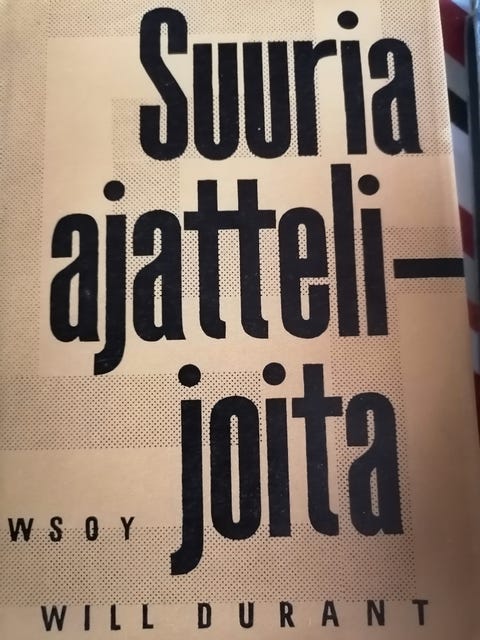 Suuria
ajatteli-
joita
WSOY
WILL DURANT